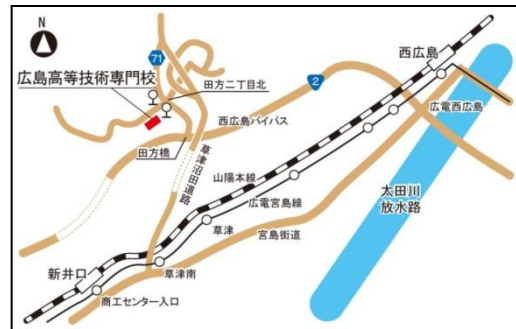 N
71
西広島
広島高等技術専門校
田方二丁目北
2
広電西広島
西広島バイパス
田方橋
草津沼田道路
山陽本線
太田川
放水路
広電宮島線
草津
宮島街道
新井口
草津南
商工センター入口